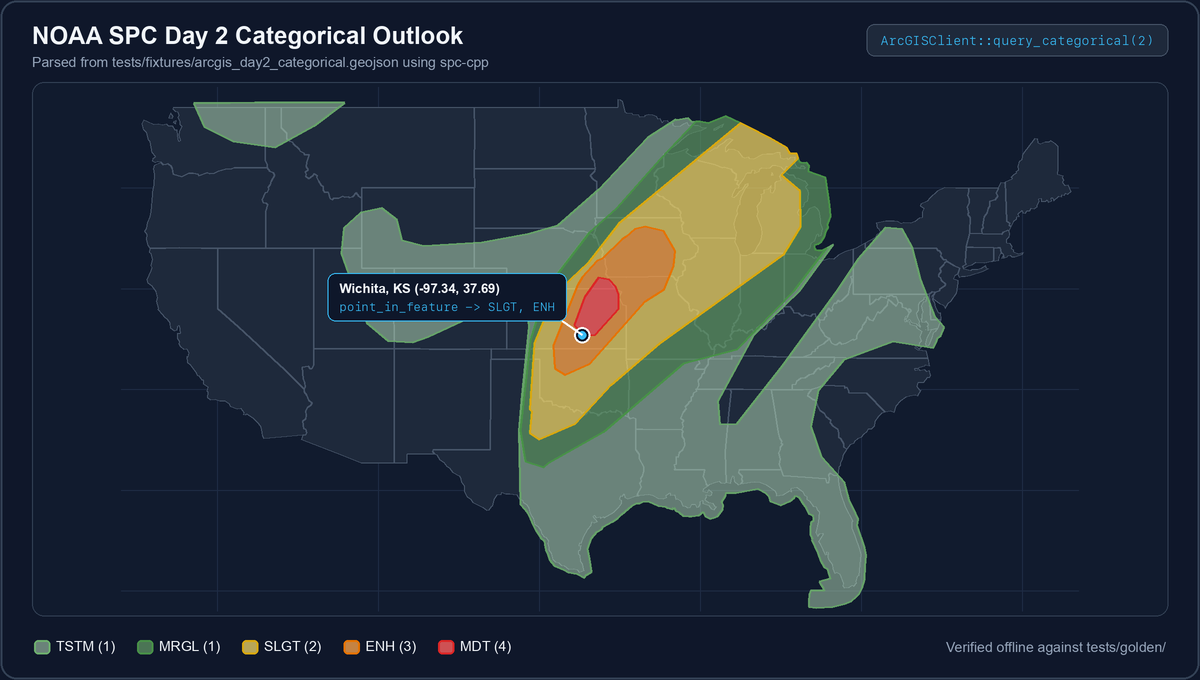 NOAA SPC Day 2 Categorical Outlook
ArcGISClient::query_categorical(2)
Parsed from tests/fixtures/arcgis_day2_categorical.geojson using spc-cpp
Wichita, KS (-97.34, 37.69)
point_in_feature —> SLGT, ENH
TSTM (1)
MRGL (1)
SLGT (2)
ENH (3)
MDT (4)
Verified offline against tests/golden/